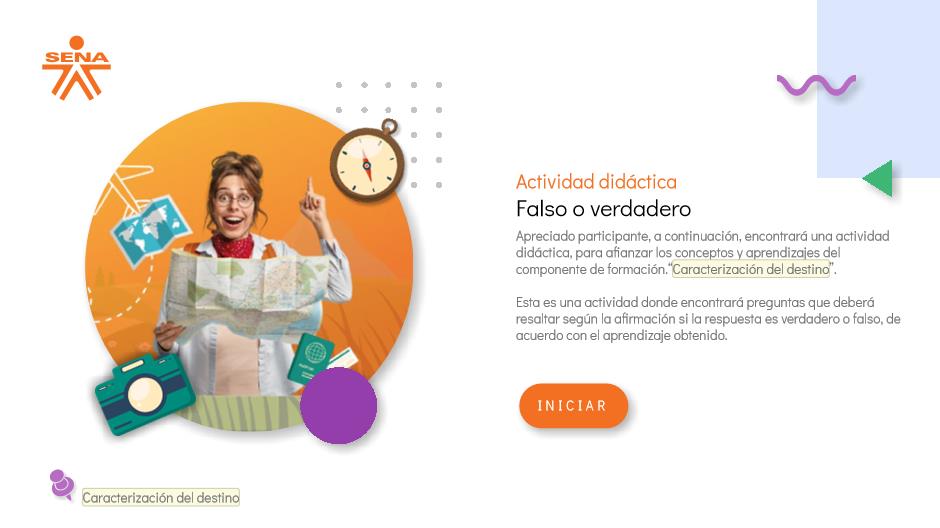 SENA
Actividad didáctica
Falso o verdadero
Apreciado participante, a continuación, encontrará una actividad
didáctica, para afianzar los conceptos y aprendizajes del
componente de formación.“Caracterización del destino”.
Esta es una actividad donde encontrará preguntas que deberá
resaltar según la afirmación si la respuesta es verdadero o falso, de
acuerdo con el aprendizaje obtenido.
INICIAR
Caracterización del destino